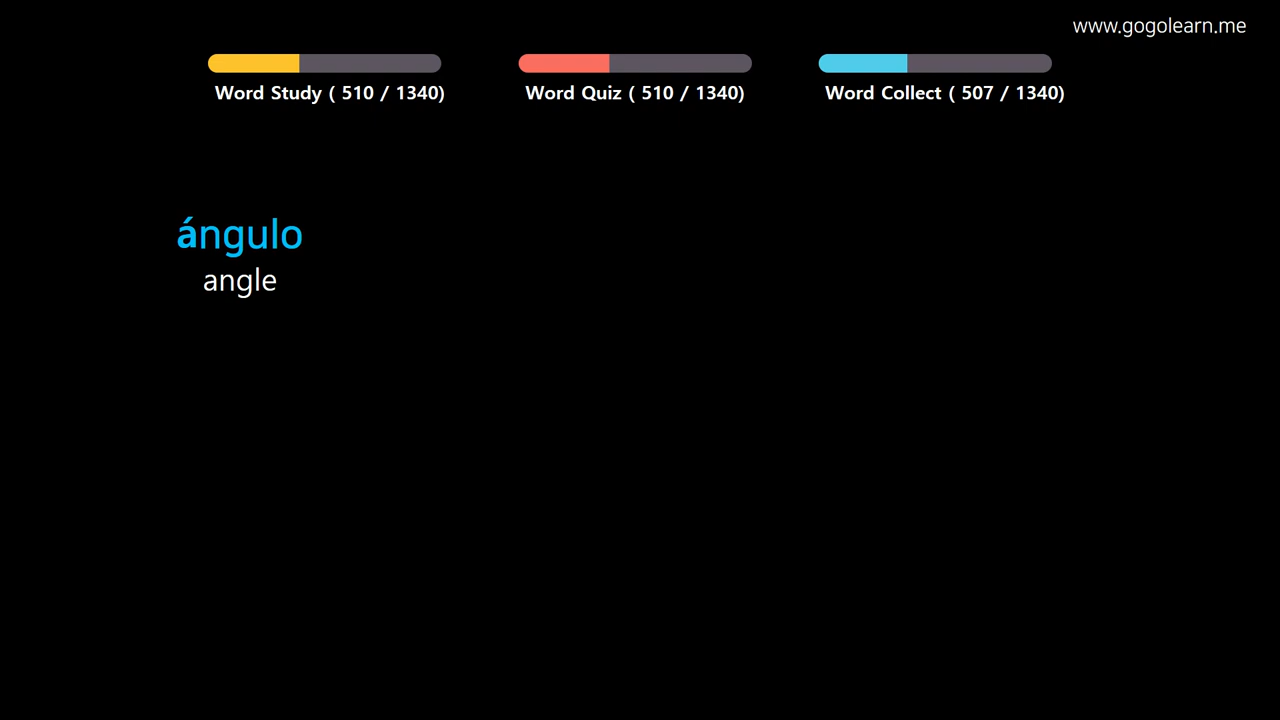 www.gogolearn.me
Word Study ( 510 / 1340)
Word Quiz ( 510 / 1340)
Word Collect ( 507 / 1340)
ángulo
angle